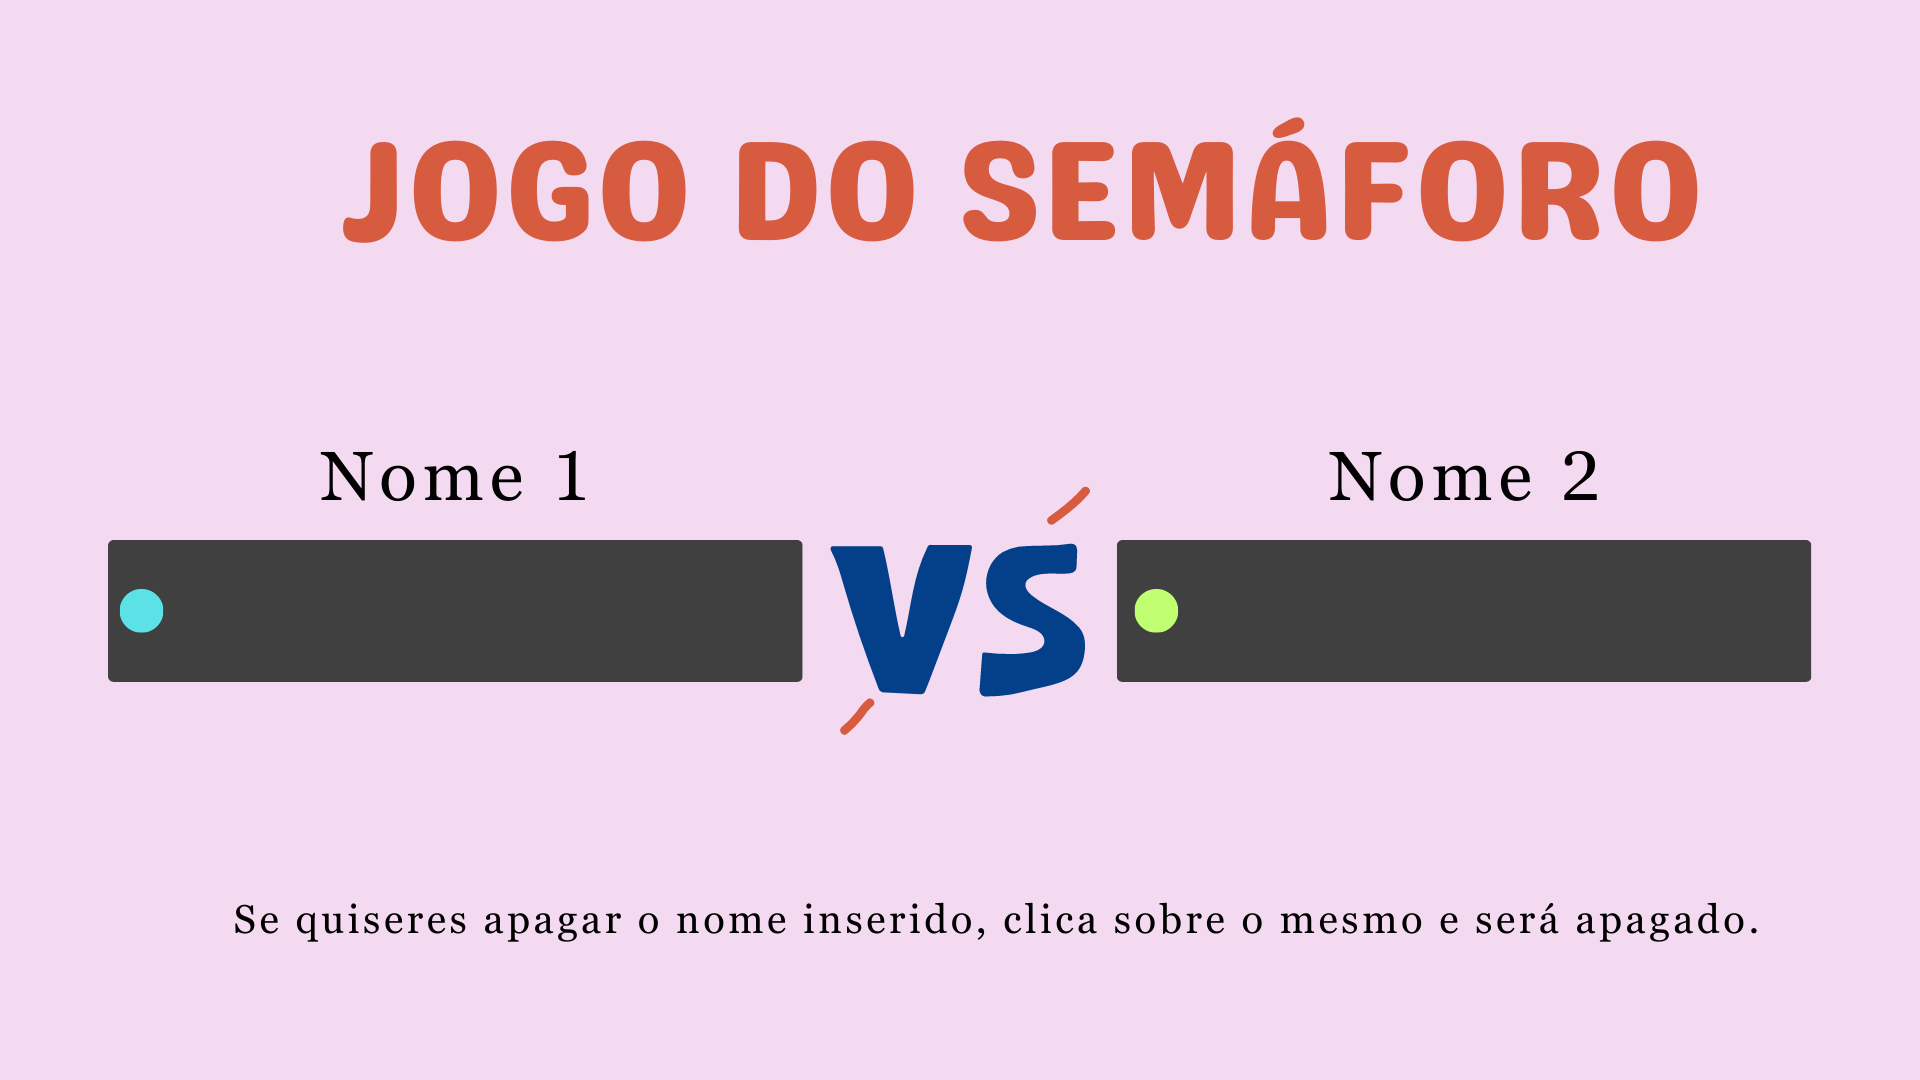 JOGO DO SEMÁFORO
Nome 1
Nome 2
VS
Se quiseres apagar o nome inserido, clica sobre o mesmo e será apagado.